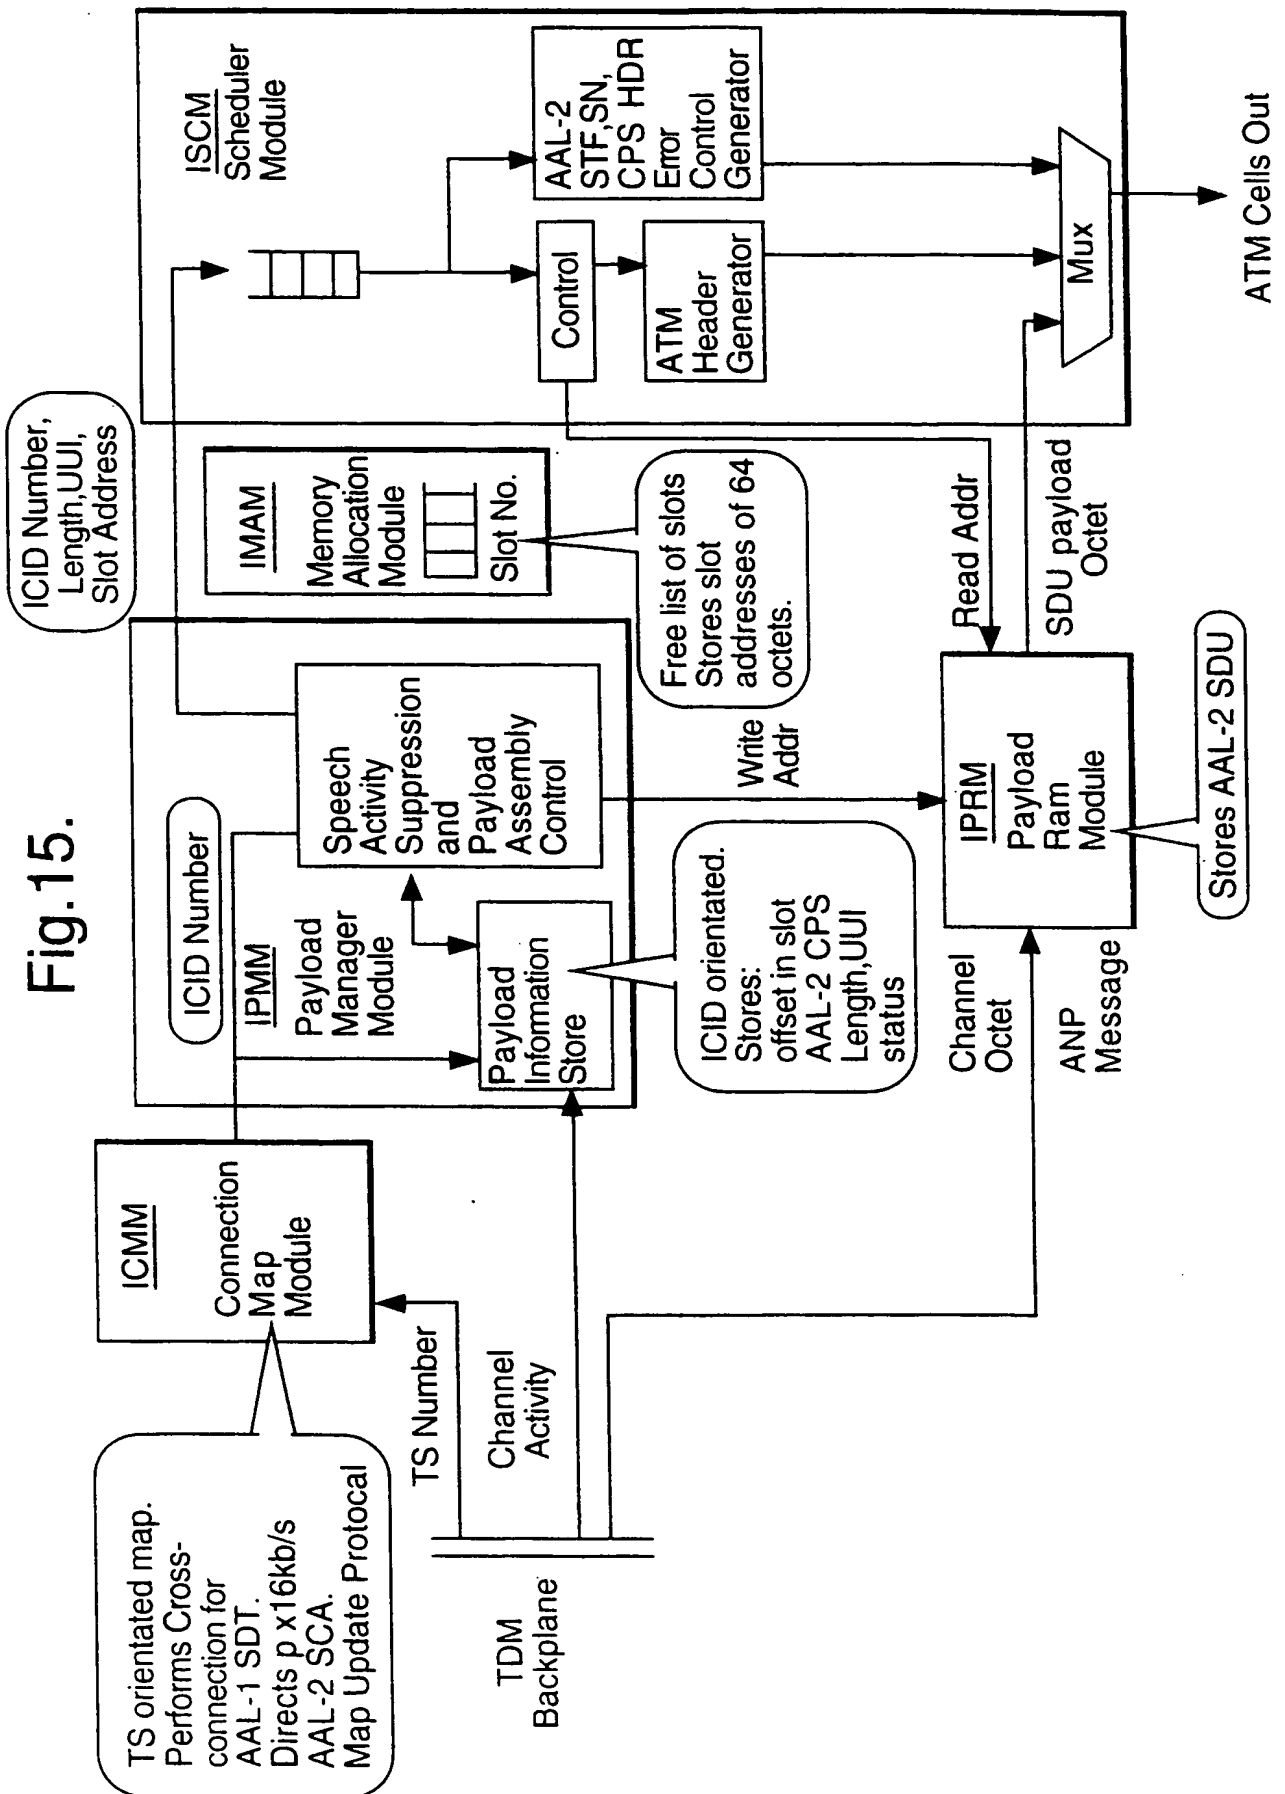 Fig.15.
TS orientated map.
Performs Cross-
connection for
AAL-1 SDT.
Directs p x16kb/s
AAL-2 SCA.
Map Update Protocal
ICMM
Connection
Map
Module
TS Number
Channel
Activity
TDM
Backplane
ICID Number
IPMM
Payload
Manager
Module
Payload
Information
Store
Speech
Activity
Suppression
and
Payload
Assembly
Control
ICID orientated.
Stores:
offset in slot
AAL-2 CPS
Length,UUI
status
ICID Number,
Length,UUI,
Slot Address
IMAM
Memory
Allocation
Module
Slot No.
Free list of slots
Stores slot
addresses of 64
octets.
Write
Addr
Channel
Octet
ANP
Message
IPRM
Payload
Ram
Module
Stores AAL-2 SDU
Read Addr
SDU payload
Octet
ISCM
Scheduler
Module
Control
ATM
Header
Generator
AAL-2
STF,SN,
CPS HDR
Error
Control
Generator
Mux
ATM Cells Out